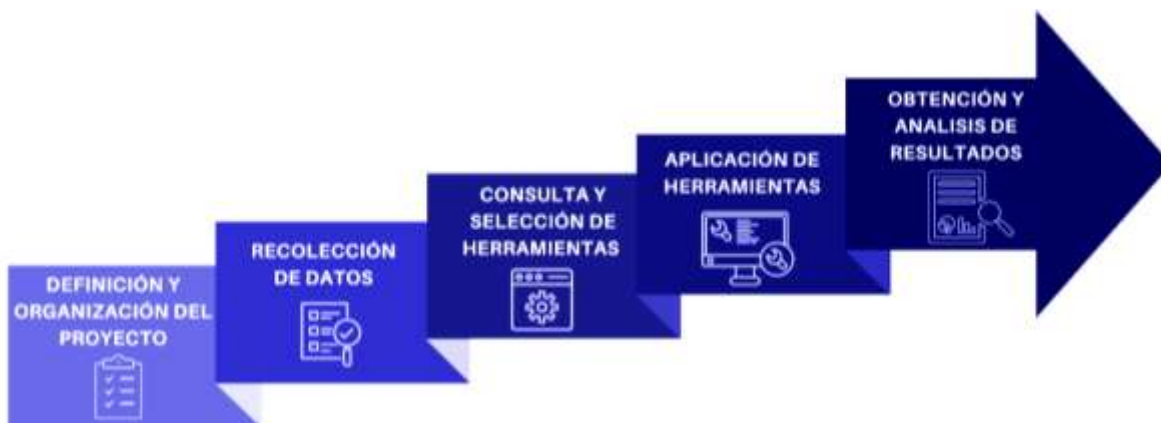 DEFINICIÓN Y
ORGANIZACIÓN DEL
PROYECTO
RECOLECCIÓN
DE DATOS
CONSULTA Y
SELECCIÓN DE
HERRAMIENTAS
APLICACIÓN DE
HERRAMIENTAS
OBTENCIÓN Y
ANALISIS DE
RESULTADOS